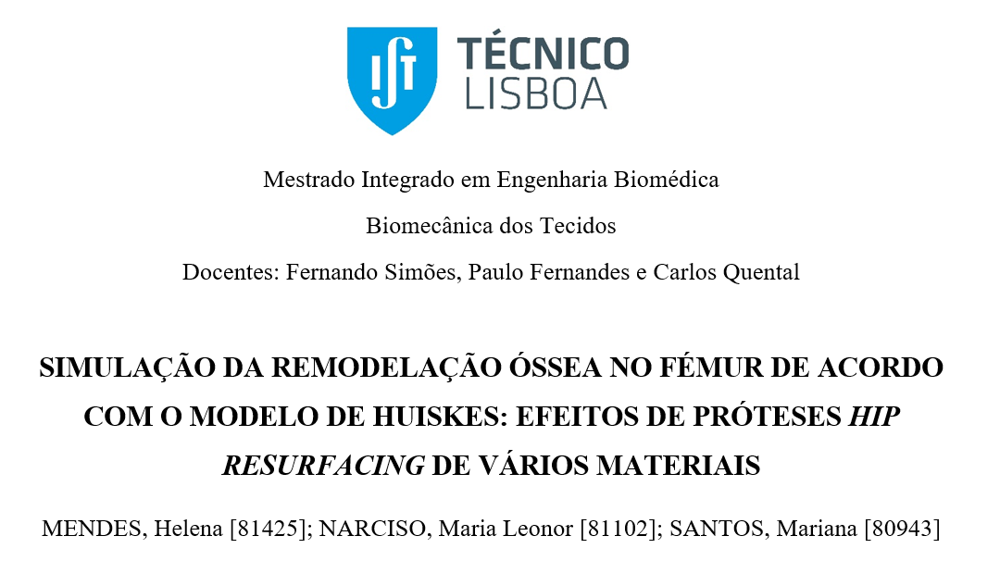 IST
TÉCNICO
LISBOA
Mestrado Integrado em Engenharia Biomédica
Biomecânica dos Tecidos
Docentes: Fernando Simões, Paulo Fernandes e Carlos Quental
SIMULAÇÃO DA REMODELAÇÃO ÓSSEA NO FÉMUR DE ACORDO
COM O MODELO DE HUISKES: EFEITOS DE PRÓTESES HIP
RESURFACING DE VÁRIOS MATERIAIS
MENDES, Helena [81425]; NARCISO, Maria Leonor [81102]; SANTOS, Mariana [80943]